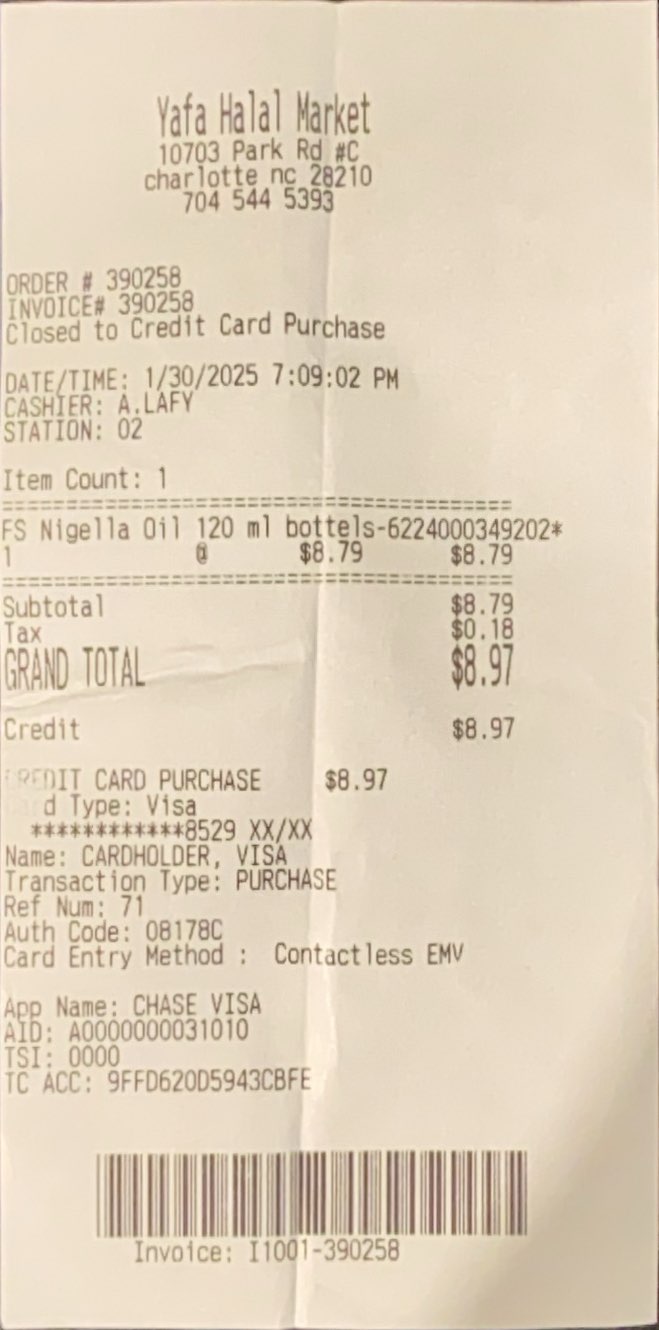 Yafa Halal Market
10703 Park Rd #C
charlotte nc 28210
704 544 5393
ORDER # 390258
INVOICE# 390258
Closed to Credit Card Purchase
DATE/TIME: 1/30/2025 7:09:02 PM
CASHIER: A.LAFY
STATION: 02
Item Count: 1
========================================
FS Nigella Oil 120 ml bottels-6224000349202*
1 @ $8.79 $8.79
========================================
Subtotal $8.79
Tax $0.18
GRAND TOTAL $8.97
Credit $8.97
CREDIT CARD PURCHASE $8.97
d Type: Visa
************8529 XX/XX
Name: CARDHOLDER, VISA
Transaction Type: PURCHASE
Ref Num: 71
Auth Code: 08178C
Card Entry Method : Contactless EMV
App Name: CHASE VISA
AID: A0000000031010
TSI: 0000
TC ACC: 9FFD620D5943CBFE
Invoice: I1001-390258